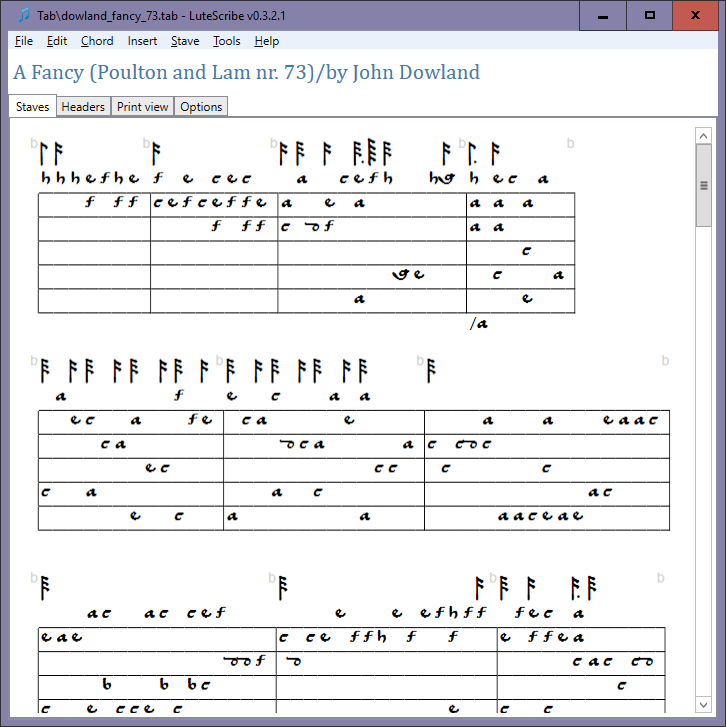 Tab\dowland_fancy_73.tab - LuteScribe v0.3.2.1
File Edit Chord Insert Stave Tools Help
A Fancy (Poulton and Lam nr. 73)/by John Dowland
Staves Headers Print view Options
b b b b b
h h h e f h e f e c e c a c e f h h g h e c a
f f f c e f c e f f e a e a a a a
f f f c d f a a
c
g e c a
a e
/a
b b b b
a f e c a a
e c a f e c a e a a e a a c
c a d c a a c c d c
e c c c c c
c a a c a c
e c a a a a c e a e
b b b b
a c a c c e f e e e f h f f f e c a
e a e c c e f f h f f e f f e a
d d f d c a c c d
b b b c c
c e c c e c e c c